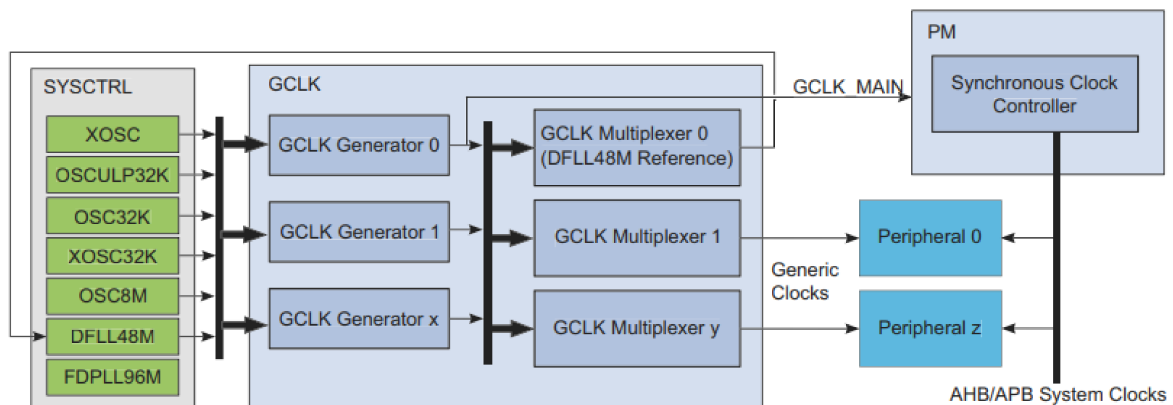 PM
SYSCTRL
GCLK
GCLK_MAIN
Synchronous Clock
Controller
XOSC
OSCULP32K
OSC32K
XOSC32K
OSC8M
DFLL48M
FDPLL96M
GCLK Generator 0
GCLK Generator 1
GCLK Generator x
GCLK Multiplexer 0
(DFLL48M Reference)
GCLK Multiplexer 1
GCLK Multiplexer y
Generic
Clocks
Peripheral 0
Peripheral z
AHB/APB System Clocks